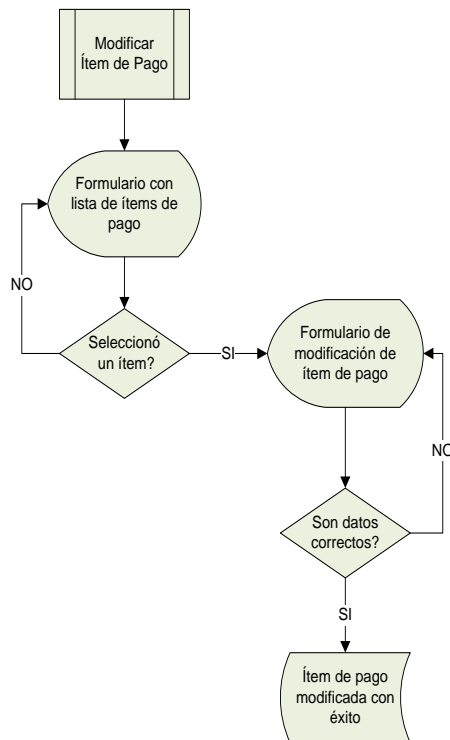 Modificar
Ítem de Pago
Formulario con
lista de ítems de
pago
NO
Seleccionó
un ítem?
SI
Formulario de
modificación de
ítem de pago
NO
Son datos
correctos?
SI
Ítem de pago
modificada con
éxito